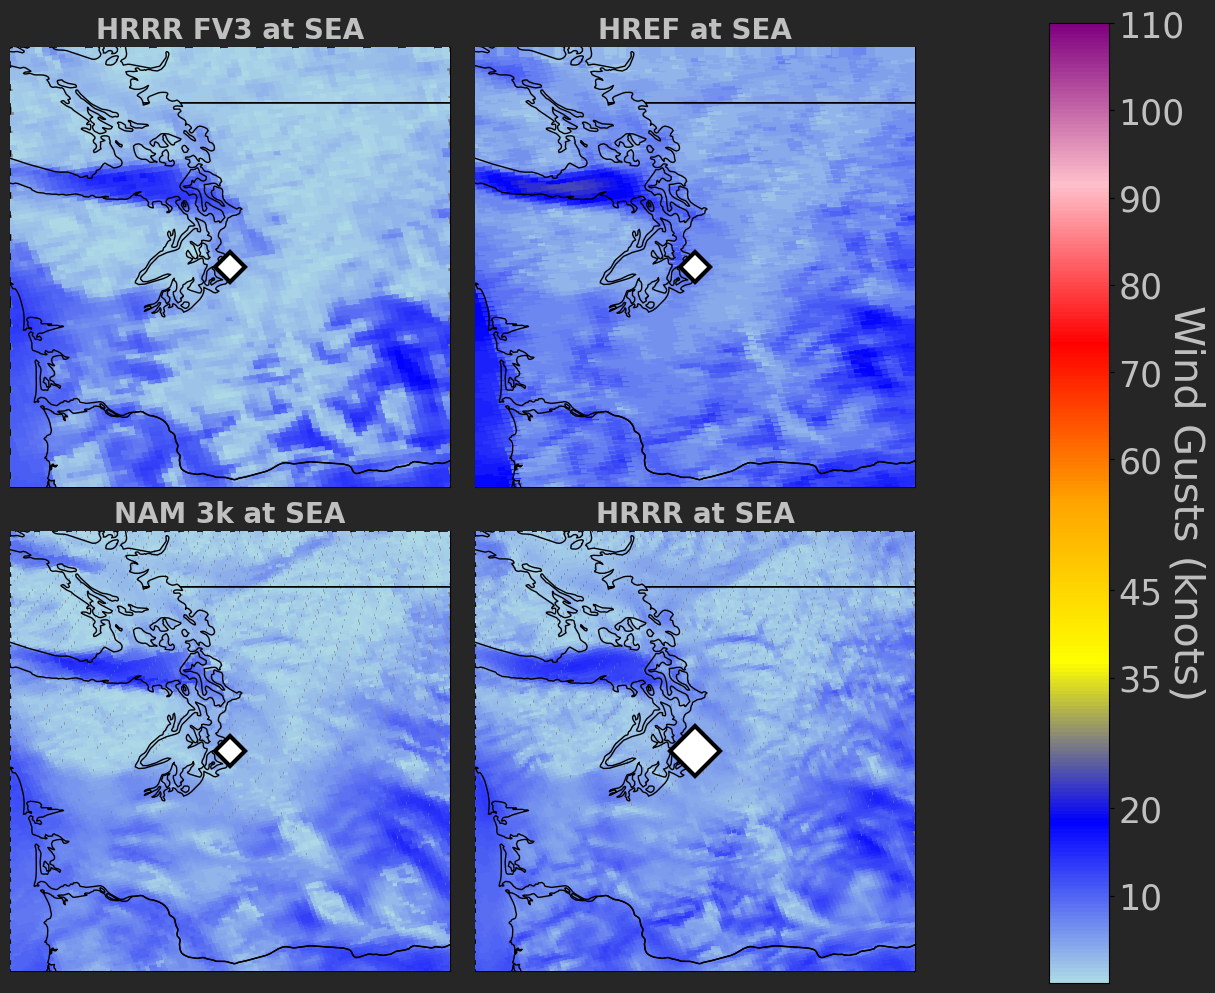 HRRR FV3 at SEA
HREF at SEA
NAM 3k at SEA
HRRR at SEA
110
100
90
80
70
60
45
35
20
10
Wind Gusts (knots)